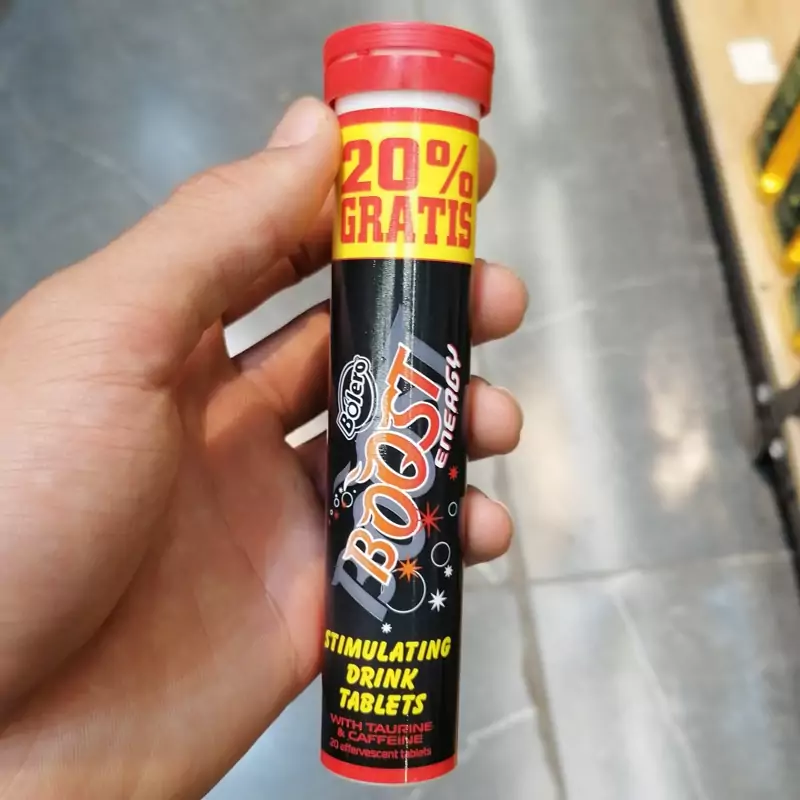 20%
GRATIS
Bolero
BOOST
ENERGY
STIMULATING
DRINK
TABLETS
WITH TAURINE
& CAFFEINE
20 effervescent tablets